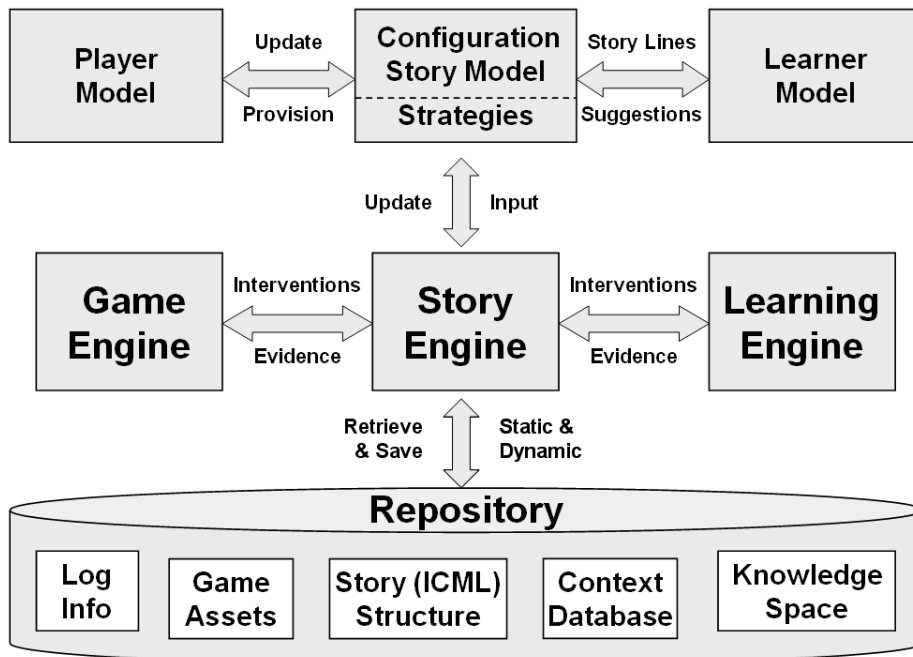 Player
Model
Update
Provision
Configuration
Story Model
Strategies
Story Lines
Suggestions
Learner
Model
Update
Input
Game
Engine
Interventions
Evidence
Story
Engine
Interventions
Evidence
Learning
Engine
Retrieve
& Save
Static &
Dynamic
Repository
Log
Info
Game
Assets
Story (ICML)
Structure
Context
Database
Knowledge
Space